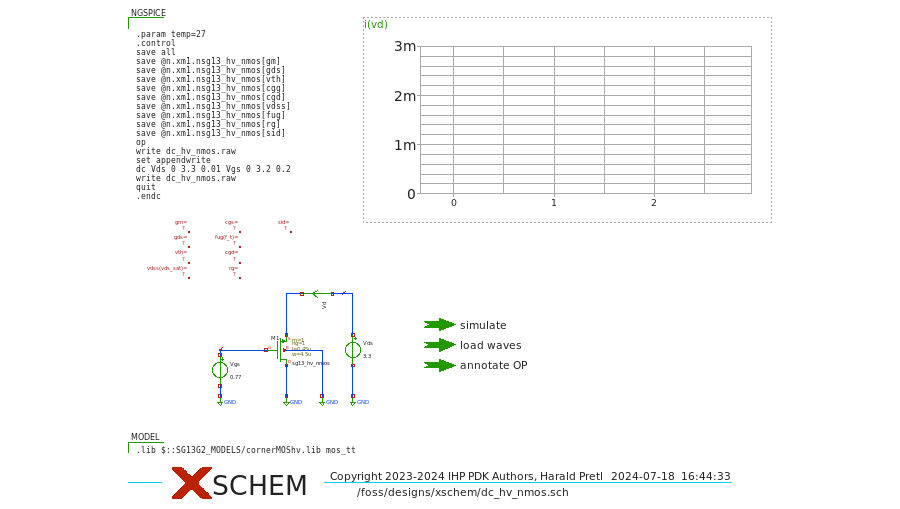 NGSPICE
.param temp=27
.control
save all
save @n.xm1.nsg13_hv_nmos[gm]
save @n.xm1.nsg13_hv_nmos[gds]
save @n.xm1.nsg13_hv_nmos[vth]
save @n.xm1.nsg13_hv_nmos[cgg]
save @n.xm1.nsg13_hv_nmos[cgd]
save @n.xm1.nsg13_hv_nmos[vdss]
save @n.xm1.nsg13_hv_nmos[fug]
save @n.xm1.nsg13_hv_nmos[rg]
save @n.xm1.nsg13_hv_nmos[sid]
op
write dc_hv_nmos.raw
set appendwrite
dc Vds 0 3.3 0.01 Vgs 0 3.2 0.2
write dc_hv_nmos.raw
quit
.endc
i(vd)
3m
2m
1m
0
0 1 2
gm= cgs= sid=
? ? ?
gds= fug(f_t)=
? ?
vth= cgd=
? ?
vdss(vds_sat)= rg=
? ?
Vd
M1
ng=1
w=4.5u
sg13_hv_nmos
Vds
3.3
Vgs
0.77
GND GND GND GND
simulate
load waves
annotate OP
MODEL
.lib $::SG13G2_MODELS/cornerMOShv.lib mos_tt
XSCHEM
Copyright 2023-2024 IHP PDK Authors, Harald Pretl 2024-07-18 16:44:33
/foss/designs/xschem/dc_hv_nmos.sch